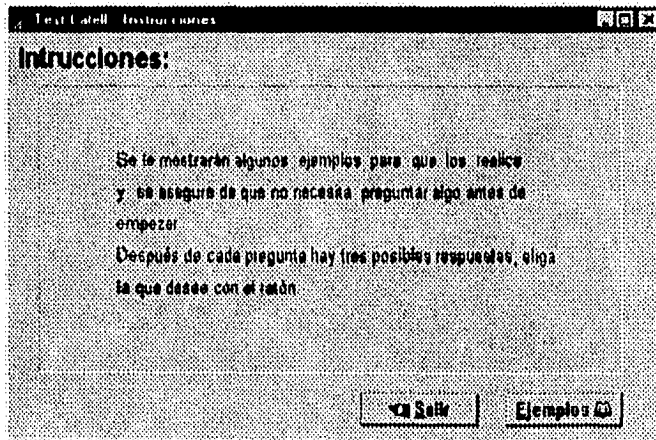 Test Catell - Instrucciones
Intrucciones:
Se le mostrarán algunos ejemplos para que los realice
y se asegure de que no necesita preguntar algo antes de
empezar
Después de cada pregunta hay tres posibles respuestas, elija
la que desee con el ratón
Salir
Ejemplos